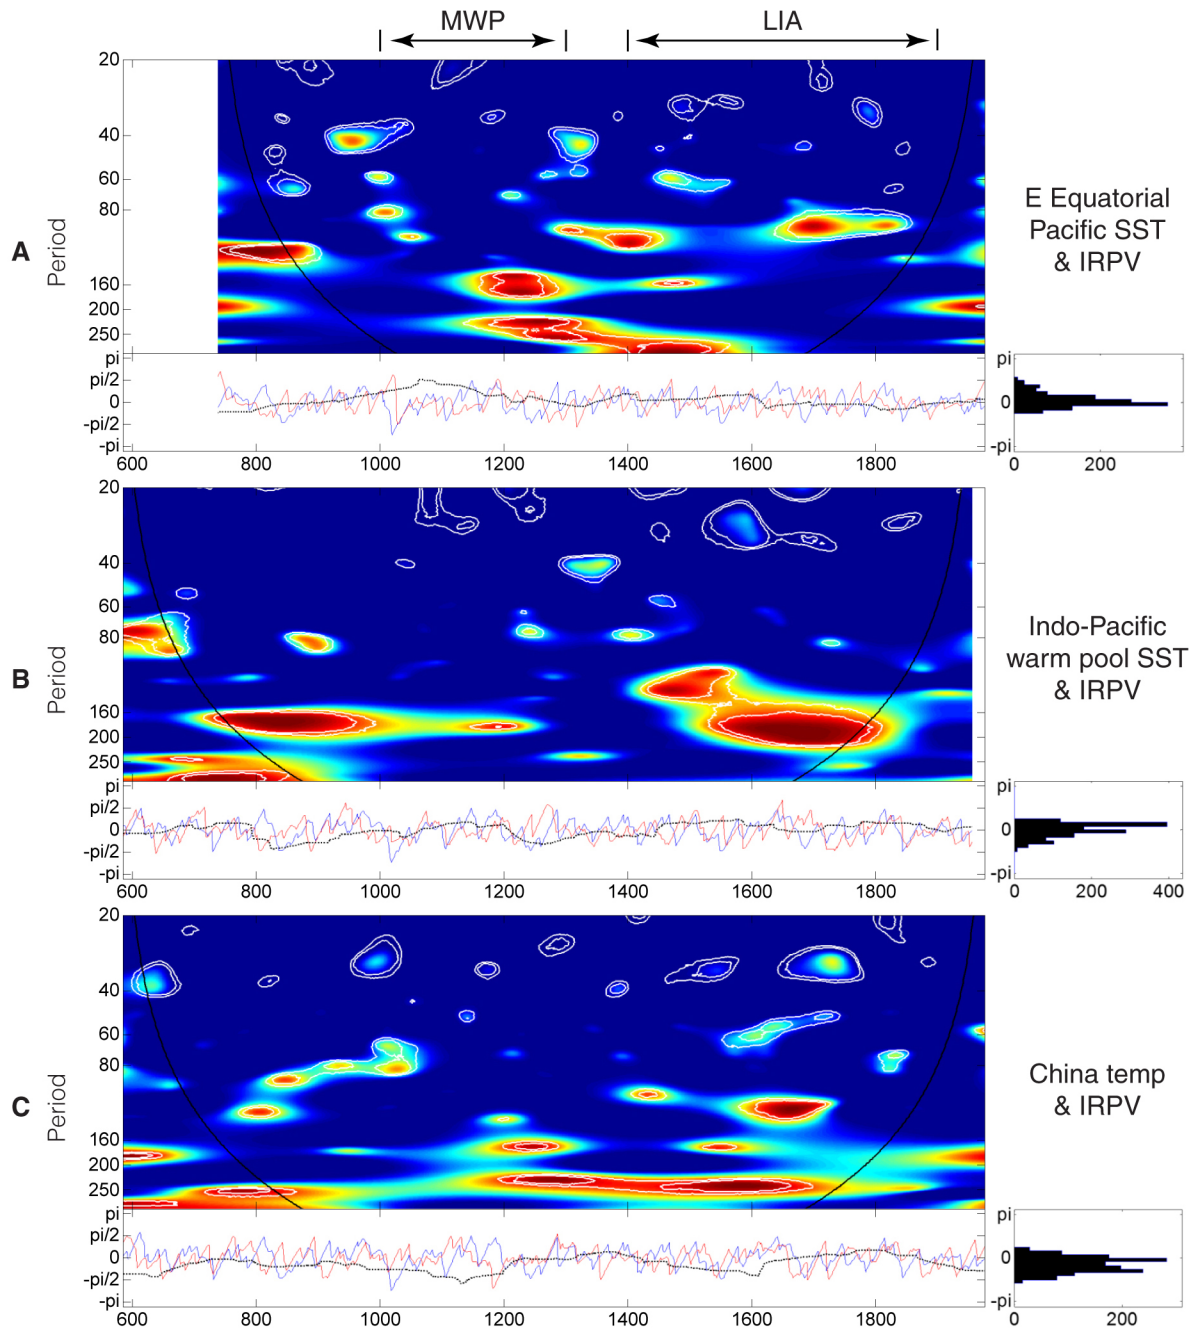 MWP LIA
20
40
60
80
160
200
250
Period
A
E Equatorial
Pacific SST
& IRPV
pi
pi/2
0
-pi/2
-pi
600 800 1000 1200 1400 1600 1800
pi
0
-pi
0 200
20
40
60
80
160
200
250
Period
B
Indo-Pacific
warm pool SST
& IRPV
pi
pi/2
0
-pi/2
-pi
600 800 1000 1200 1400 1600 1800
pi
0
-pi
0 200 400
20
40
60
80
160
200
250
Period
C
China temp
& IRPV
pi
pi/2
0
-pi/2
-pi
600 800 1000 1200 1400 1600 1800
pi
0
-pi
0 200